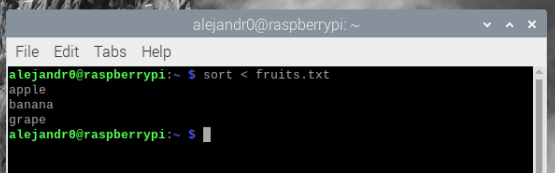 alejandr0@raspberrypi: ~
File Edit Tabs Help
alejandr0@raspberrypi:~ $ sort < fruits.txt
apple
banana
grape
alejandr0@raspberrypi:~ $